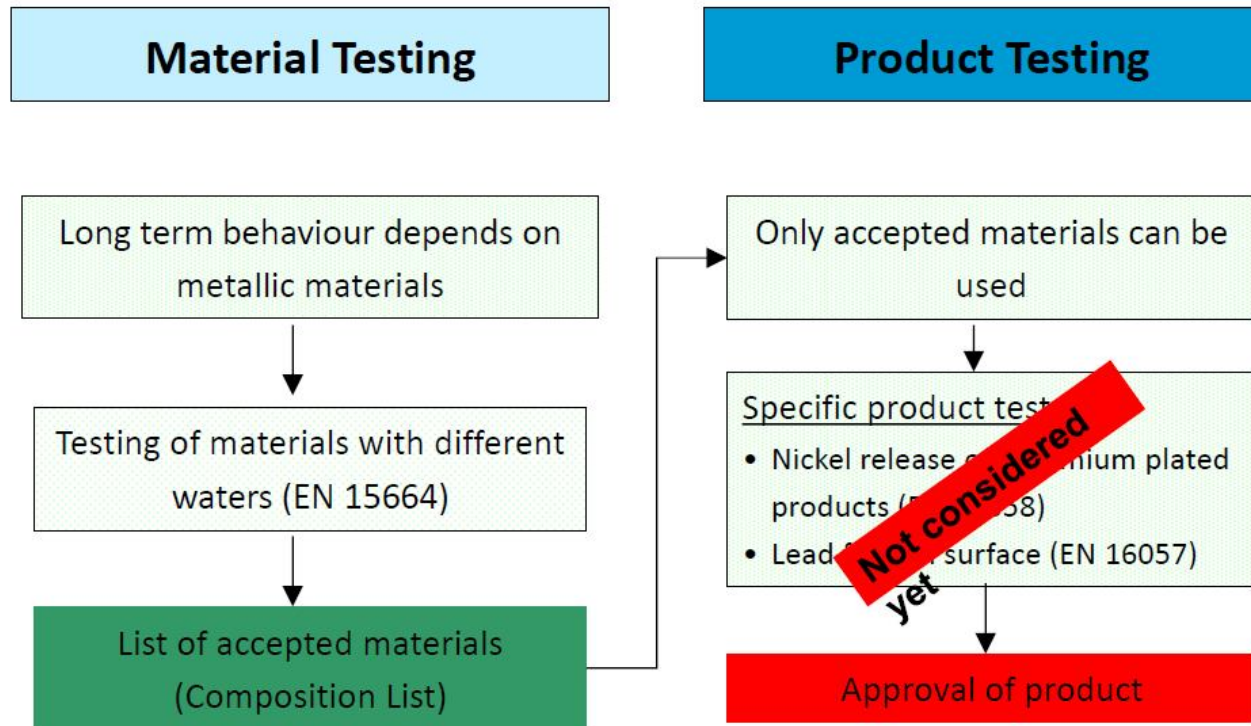 Material Testing
Product Testing
Long term behaviour depends on
metallic materials
Testing of materials with different
waters (EN 15664)
List of accepted materials
(Composition List)
Only accepted materials can be
used
Specific product test
• Nickel release plated
products
• Lead surface (EN 16057)
Not considered
yet
Approval of product